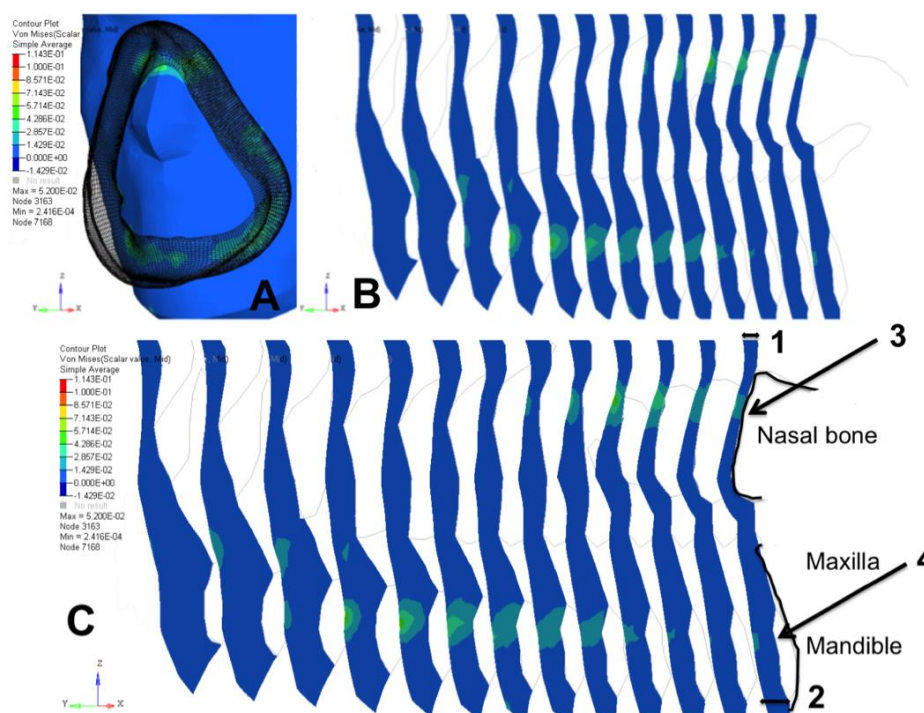 Contour Plot
Von Mises(Scalar value, Mid)
Simple Average
1.143E-01
1.000E-01
8.571E-02
7.143E-02
5.714E-02
4.286E-02
2.857E-02
1.429E-02
0.000E+00
-1.429E-02
No result
Max = 5.200E-02
Node 3163
Min = 2.416E-04
Node 7168
Z
Y
X
A
Z
Y
X
B
Contour Plot
Von Mises(Scalar value, Mid)
Simple Average
1.143E-01
1.000E-01
8.571E-02
7.143E-02
5.714E-02
4.286E-02
2.857E-02
1.429E-02
0.000E+00
-1.429E-02
No result
Max = 5.200E-02
Node 3163
Min = 2.416E-04
Node 7168
Z
Y
X
C
1
3
Nasal bone
Maxilla
4
Mandible
2